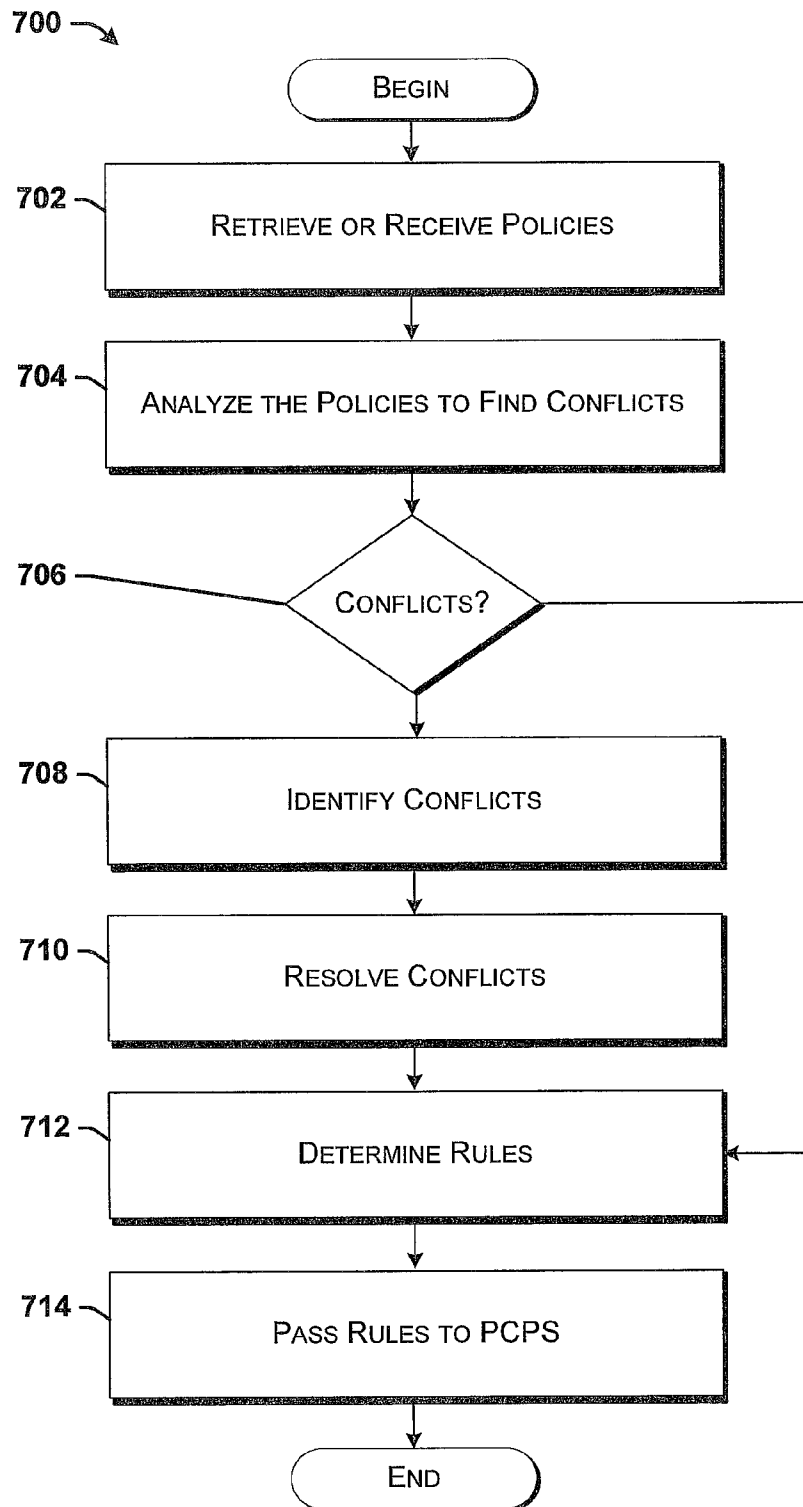 700
BEGIN
702
RETRIEVE OR RECEIVE POLICIES
704
ANALYZE THE POLICIES TO FIND CONFLICTS
706
CONFLICTS?
708
IDENTIFY CONFLICTS
710
RESOLVE CONFLICTS
712
DETERMINE RULES
714
PASS RULES TO PCPS
END